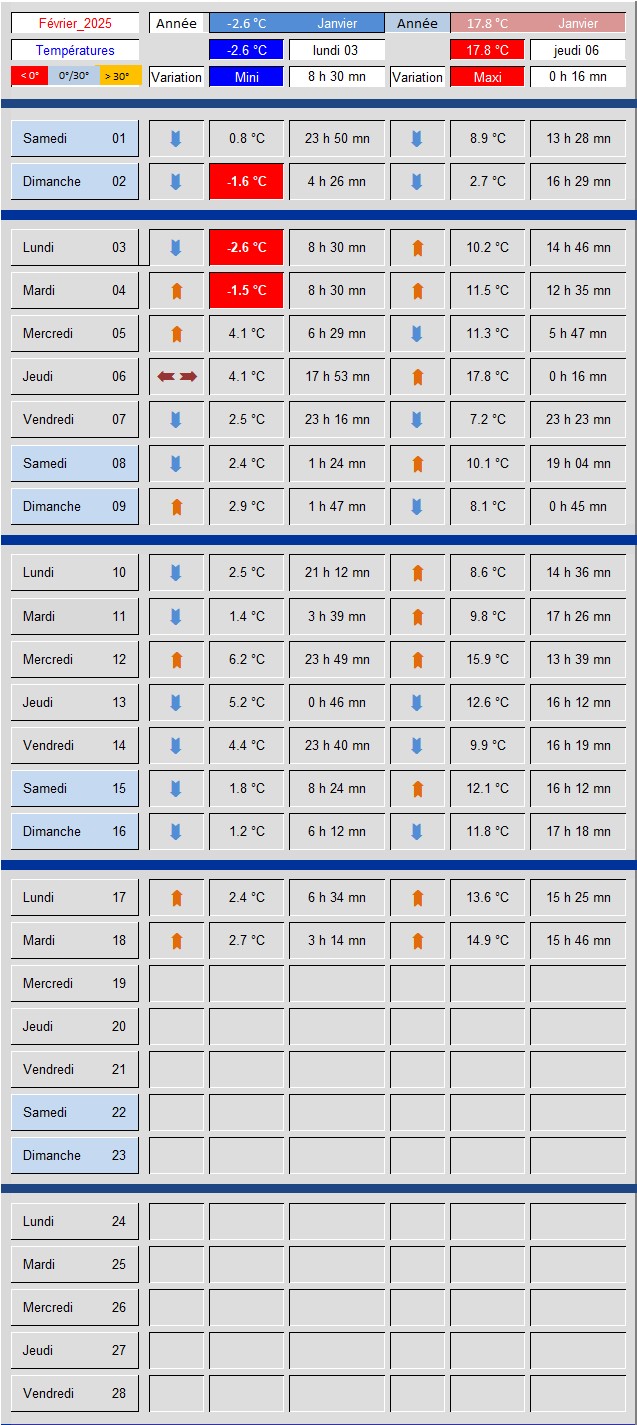 Février_2025 Année -2.6 °C Janvier Année 17.8 °C Janvier
Températures -2.6 °C lundi 03 17.8 °C jeudi 06
< 0° 0°/30° > 30° Variation Mini 8 h 30 mn Variation Maxi 0 h 16 mn
Samedi 01 0.8 °C 23 h 50 mn 8.9 °C 13 h 28 mn
Dimanche 02 -1.6 °C 4 h 26 mn 2.7 °C 16 h 29 mn
Lundi 03 -2.6 °C 8 h 30 mn 10.2 °C 14 h 46 mn
Mardi 04 -1.5 °C 8 h 30 mn 11.5 °C 12 h 35 mn
Mercredi 05 4.1 °C 6 h 29 mn 11.3 °C 5 h 47 mn
Jeudi 06 4.1 °C 17 h 53 mn 17.8 °C 0 h 16 mn
Vendredi 07 2.5 °C 23 h 16 mn 7.2 °C 23 h 23 mn
Samedi 08 2.4 °C 1 h 24 mn 10.1 °C 19 h 04 mn
Dimanche 09 2.9 °C 1 h 47 mn 8.1 °C 0 h 45 mn
Lundi 10 2.5 °C 21 h 12 mn 8.6 °C 14 h 36 mn
Mardi 11 1.4 °C 3 h 39 mn 9.8 °C 17 h 26 mn
Mercredi 12 6.2 °C 23 h 49 mn 15.9 °C 13 h 39 mn
Jeudi 13 5.2 °C 0 h 46 mn 12.6 °C 16 h 12 mn
Vendredi 14 4.4 °C 23 h 40 mn 9.9 °C 16 h 19 mn
Samedi 15 1.8 °C 8 h 24 mn 12.1 °C 16 h 12 mn
Dimanche 16 1.2 °C 6 h 12 mn 11.8 °C 17 h 18 mn
Lundi 17 2.4 °C 6 h 34 mn 13.6 °C 15 h 25 mn
Mardi 18 2.7 °C 3 h 14 mn 14.9 °C 15 h 46 mn
Mercredi 19
Jeudi 20
Vendredi 21
Samedi 22
Dimanche 23
Lundi 24
Mardi 25
Mercredi 26
Jeudi 27
Vendredi 28